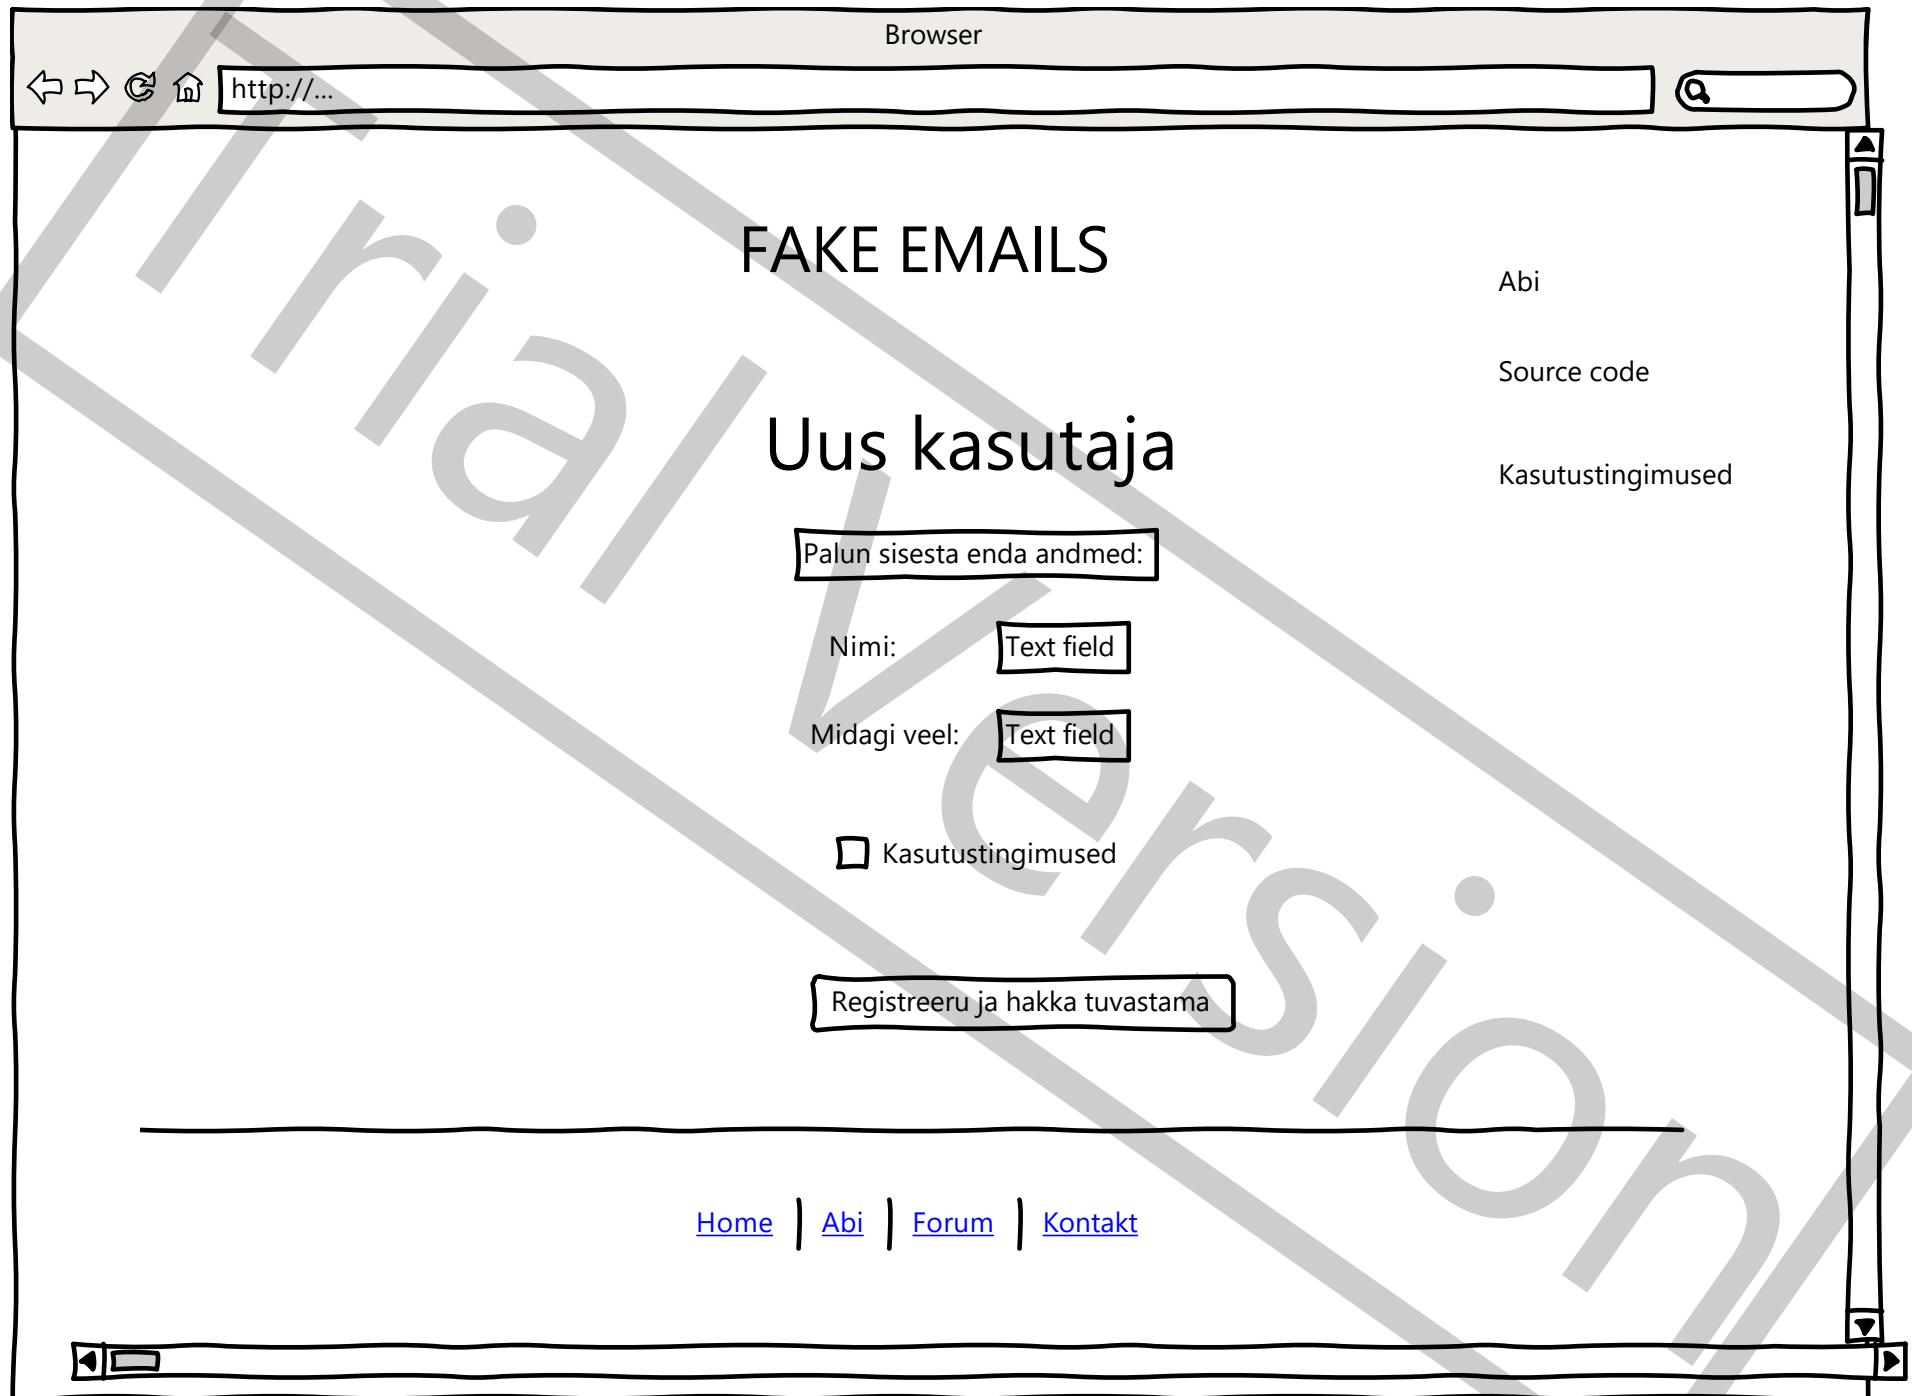 Browser
http://...
FAKE EMAILS
Abi
Source code
Uus kasutaja
Kasutustingimused
Palun sisesta enda andmed:
Nimi: Text field
Midagi veel: Text field
Kasutustingimused
Registreeru ja hakka tuvastama
Home Abi Forum Kontakt
Trial Version